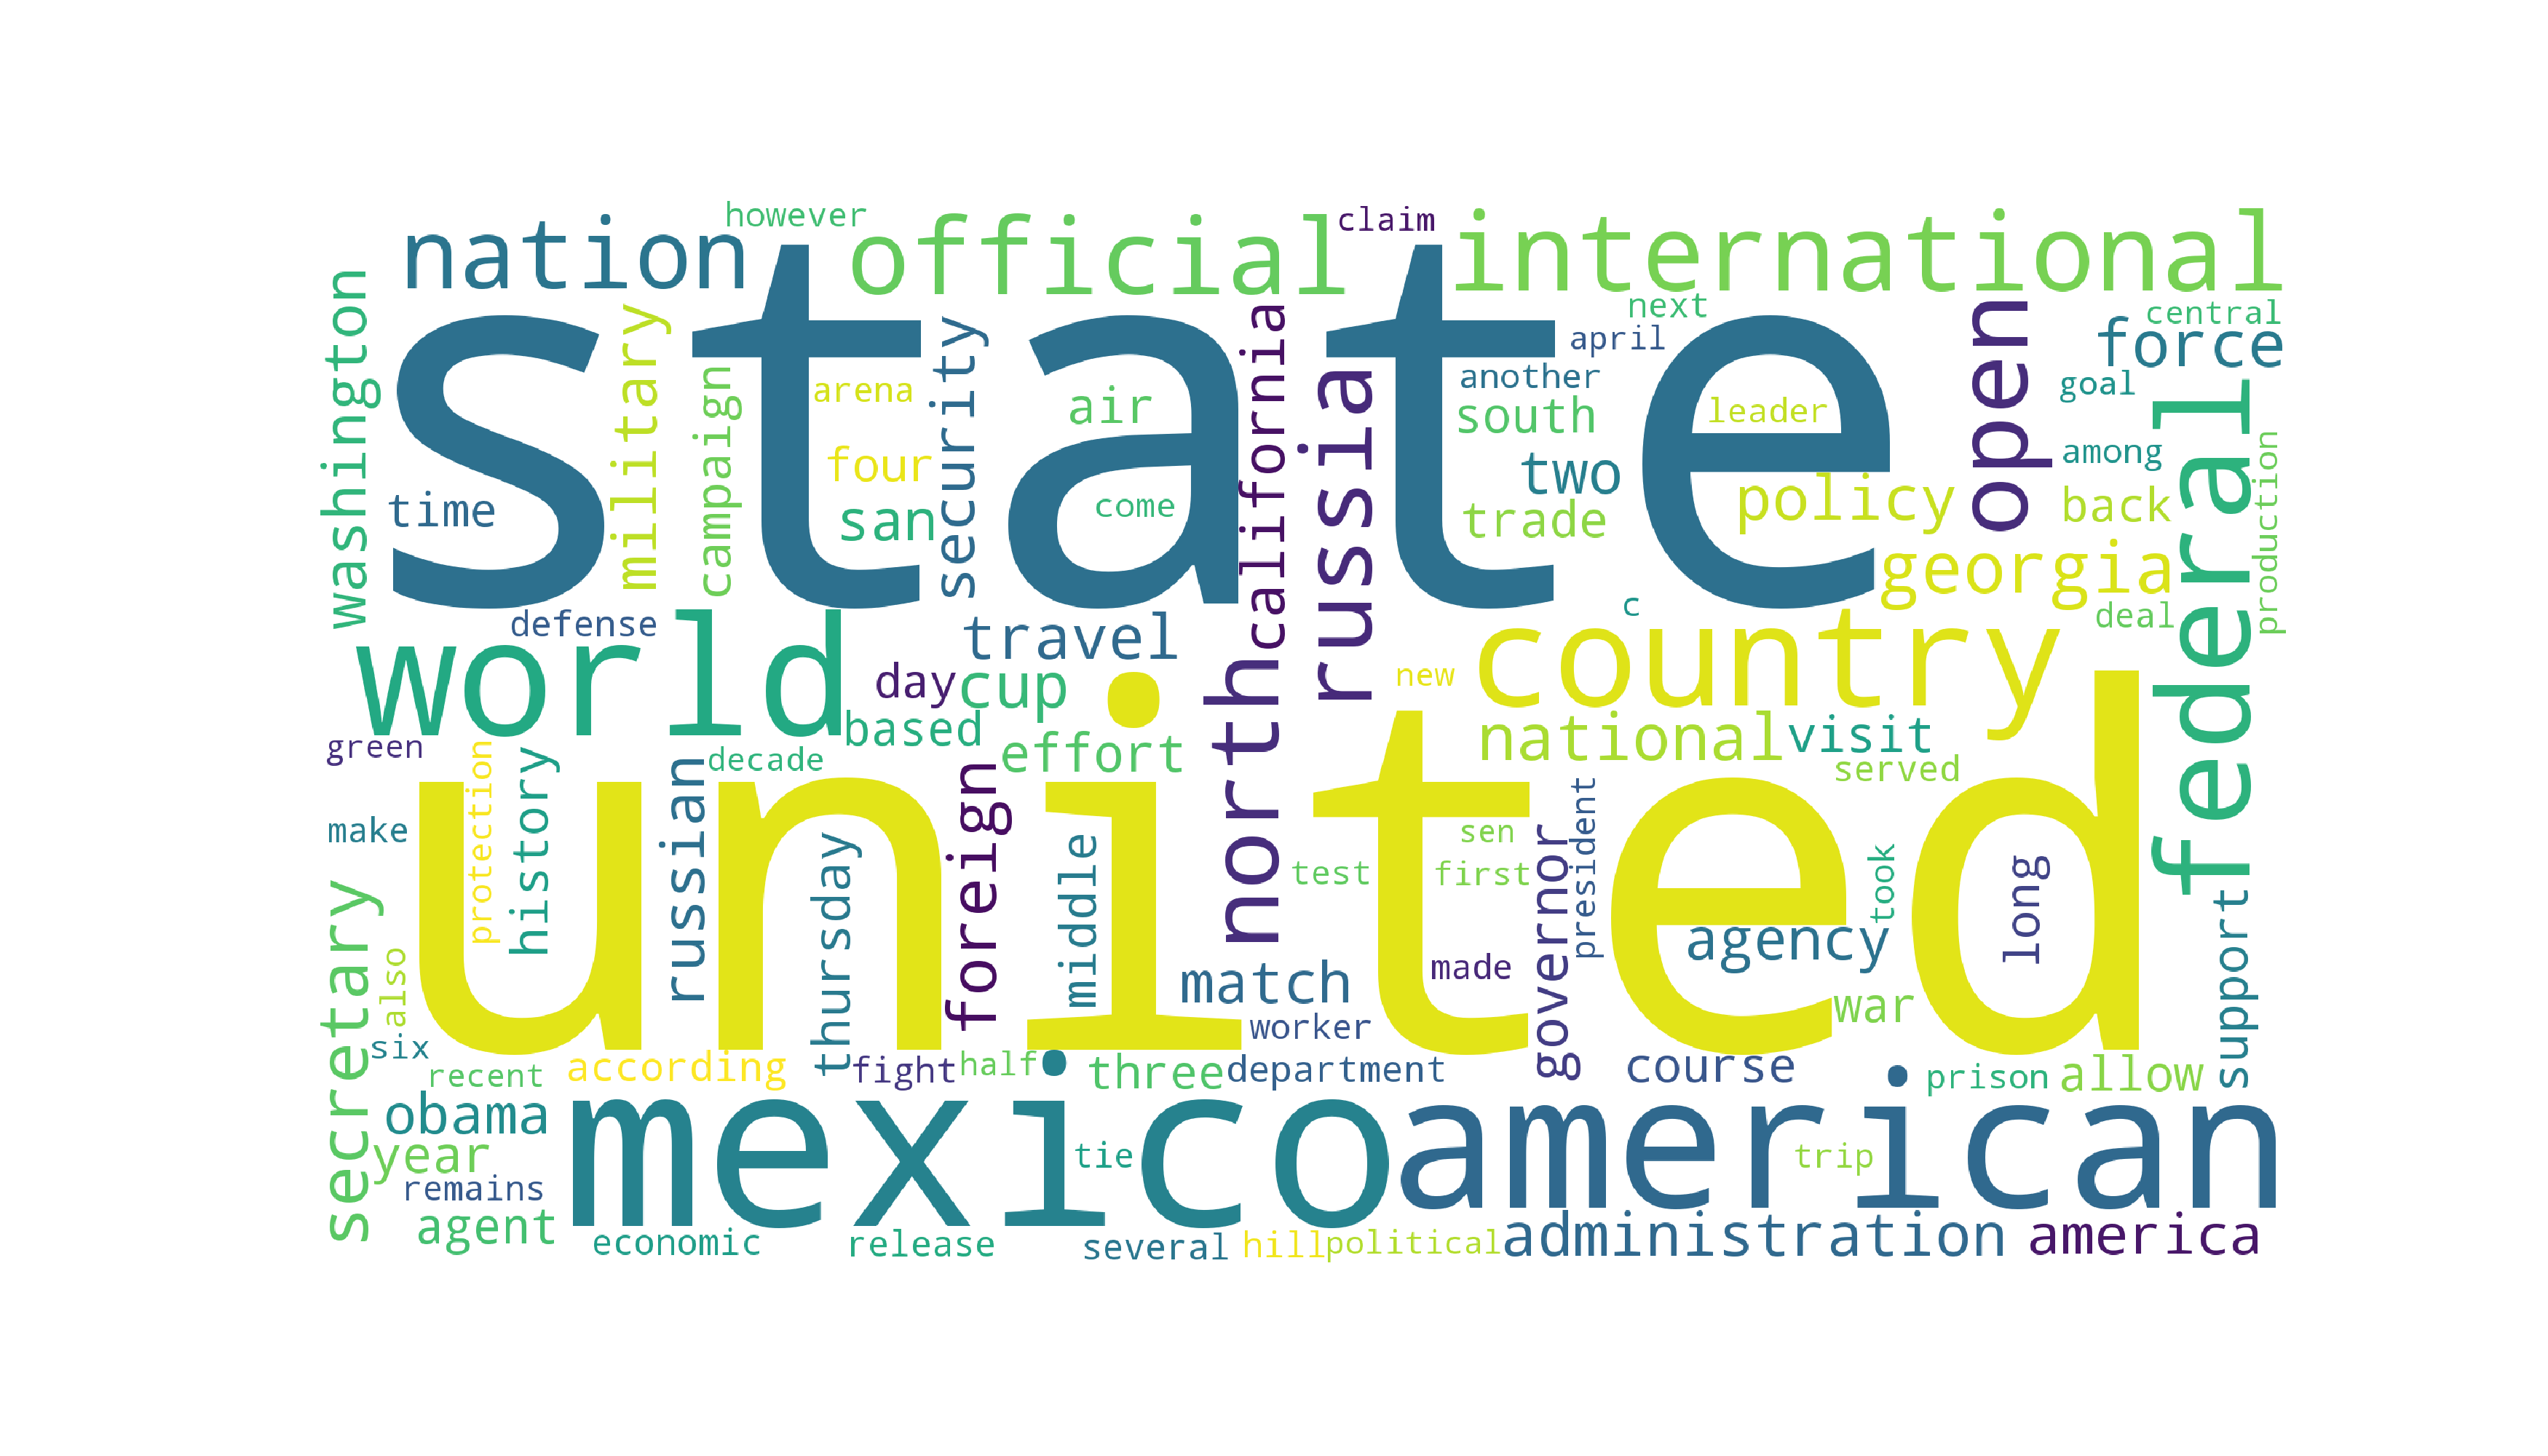 however
claim
nation
official
international
state
washington
military
campaign
security
california
russia
open
next
central
april
force
arena
air
another
goal
south
leader
federal
four
two
among
production
time
san
come
trade
policy
back
georgia
c
deal
defense
world
travel
country
day
cup
new
north
green
based
national
visit
decade
effort
served
united
protection
history
russian
foreign
thursday
middle
make
sen
test
first
governor
president
took
long
secretary
also
match
made
agency
war
support
six
worker
recent
according
fight
half
three
department
course
prison
allow
obama
mexico
american
year
tie
trip
remains
agent
economic
release
several
hill
political
administration
america